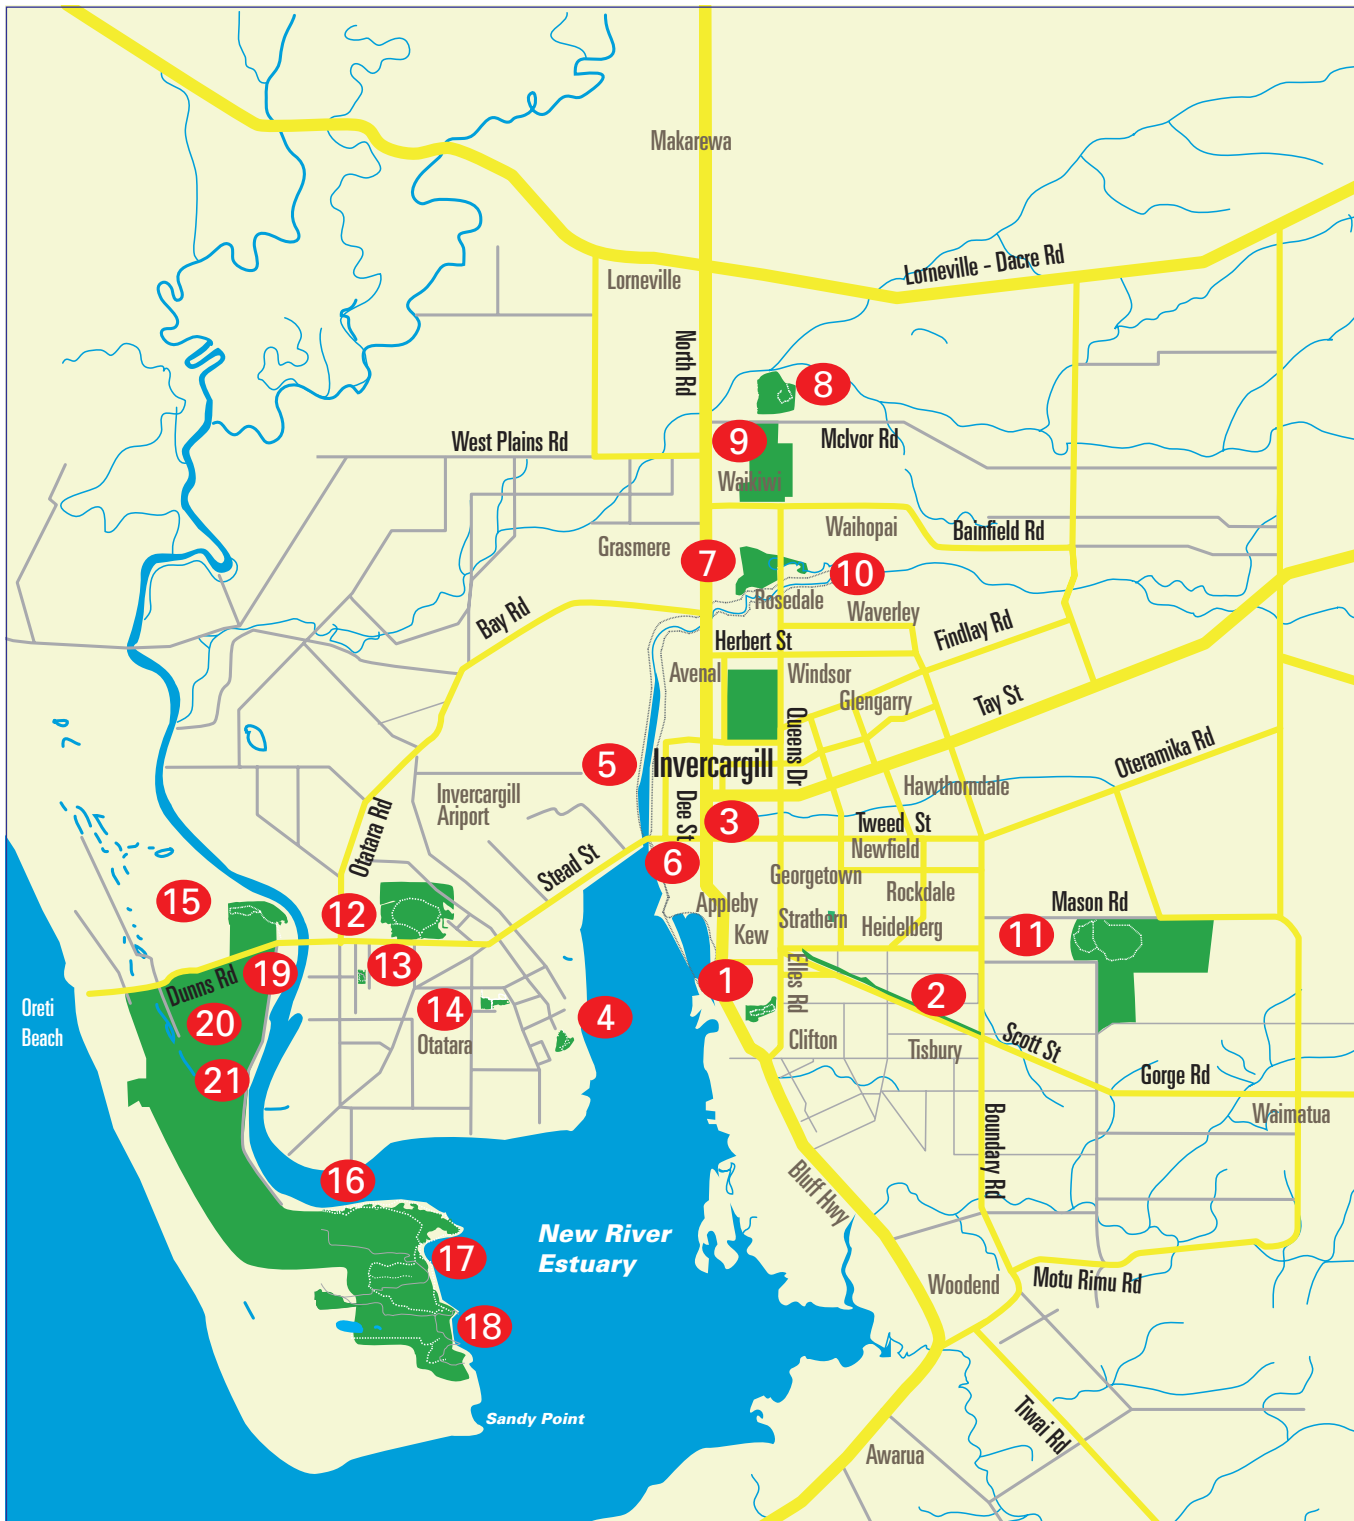 Makarewa
Lorneville - Dacre Rd
Lorneville
North Rd
8
9
McIvor Rd
West Plains Rd
Waikiwi
Waihopai
Bainfield Rd
Grasmere
7
10
Rosedale
Waverley
Bay Rd
Findlay Rd
Herbert St
Avenal
Windsor
Glengarry
Tay St
Queens Dr
Oteramika Rd
5
Invercargill
Hawthorndale
Invercargill
Ariport
Dee St
3
Tweed St
Otatara Rd
Newfield
Stead St
6
Georgetown
Rockdale
15
12
Appleby
Strathern
Heidelberg
Mason Rd
11
Kew
13
19
Dunns Rd
Elles Rd
1
2
Oreti
Beach
20
14
4
Otatara
Clifton
Tisbury
Scott St
21
Gorge Rd
Waimatua
Boundary Rd
16
Bluff Hwy
New River
Estuary
17
Woodend
Motu Rimu Rd
18
Sandy Point
Tiwai Rd
Awarua